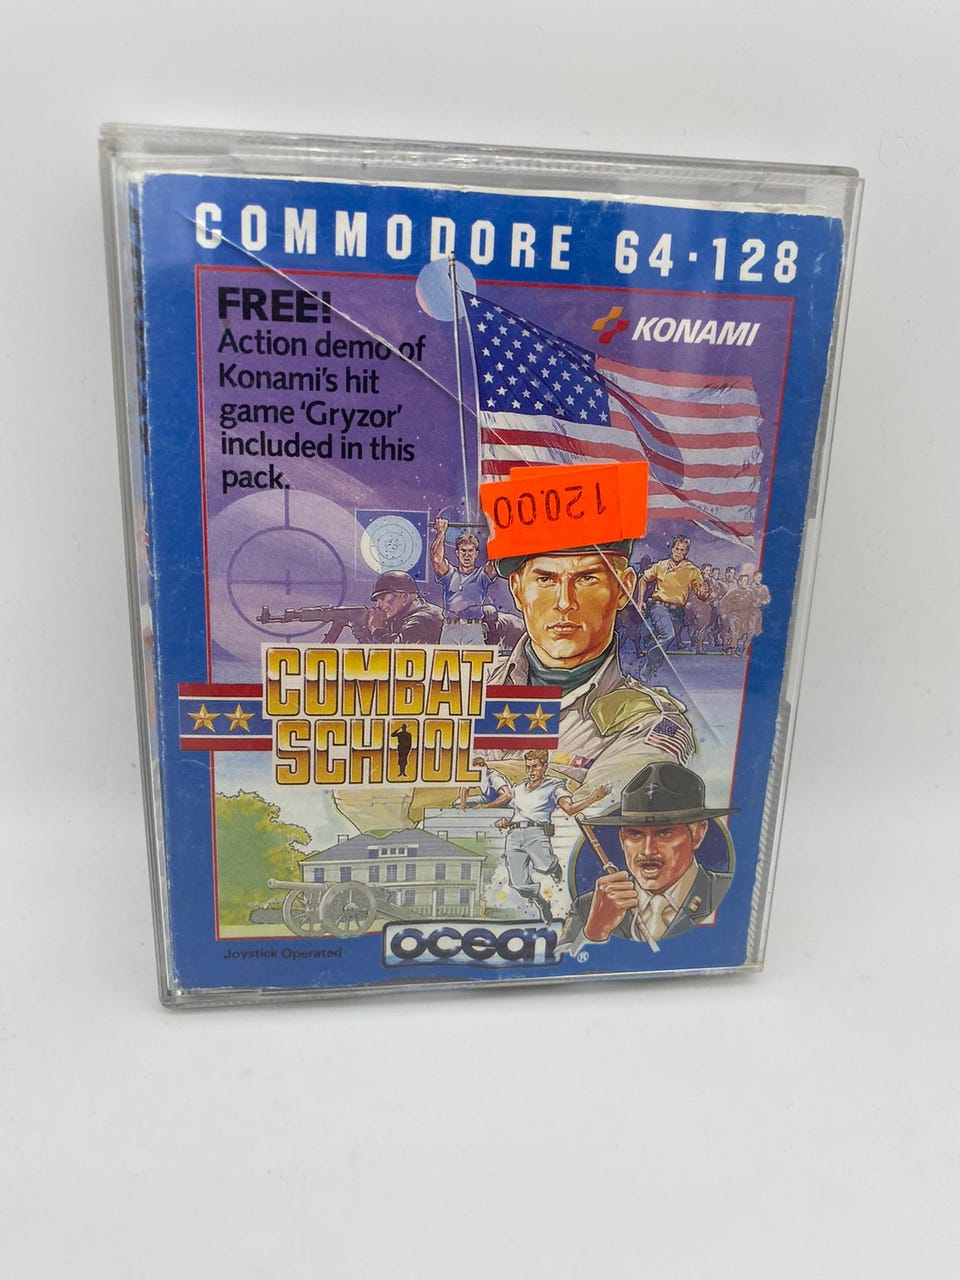 COMMODORE 64·128
FREE!
Action demo of
Konami's hit
game 'Gryzor'
included in this
pack.
KONAMI
120.00
COMBAT
SCHOOL
Joystick Operated
ocean
®